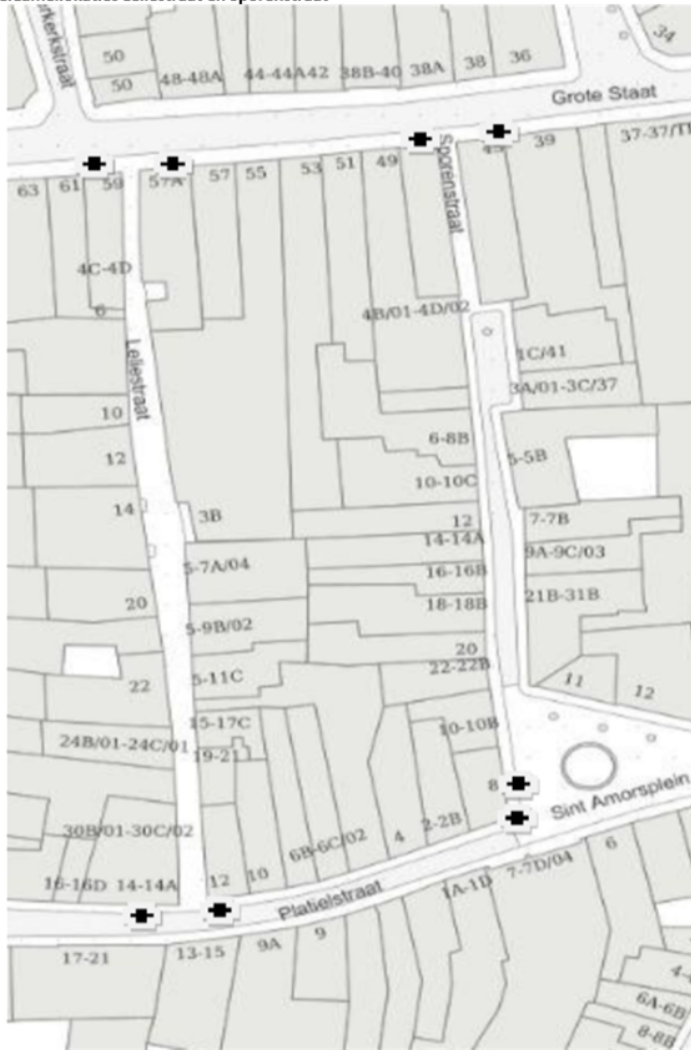 rkerkstraat
50
50
48-48A
44-44A42
38B-40
38A
38
36
34
Grote Staat
63
61
59
57A
57
55
53
51
49
Sporenstraat
45
39
37-37/T
4C-4D
6
4B/01-4D/02
1C/41
3A/01-3C/37
Leliestraat
10
6-8B
5-5B
12
10-10C
14
3B
12
7-7B
14-14A
9A-9C/03
5-7A/04
16-16B
20
18-18B
21B-31B
5-9B/02
20
22
5-11C
22-22B
11
12
15-17C
10-10B
24B/01-24C/01
19-21
8
Sint Amorsplein
30B/01-30C/02
6B-6C/02
4
2-2B
16-16D
14-14A
12
10
Platielstraat
1A-1D
7-7D/04
6
17-21
13-15
9A
9
6A-6B
8-8B